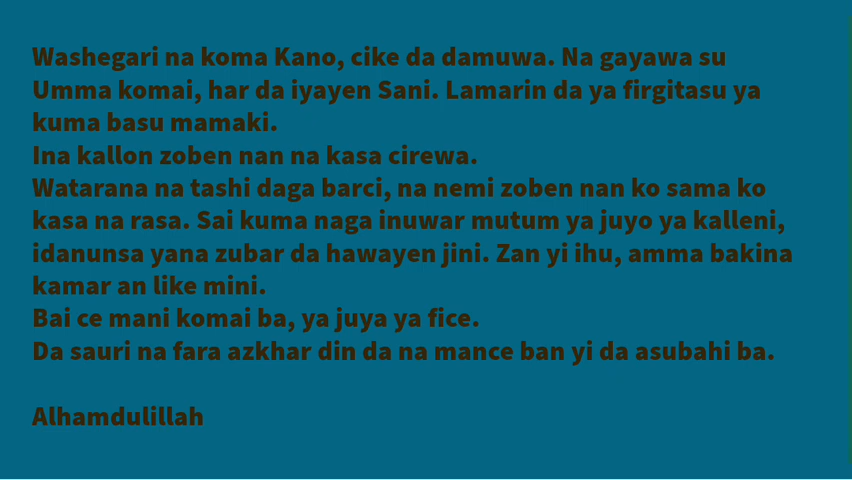 Washegari na koma Kano, cike da damuwa. Na gayawa su
Umma komai, har da iyayen Sani. Lamarin da ya firgitasu ya
kuma basu mamaki.
Ina kallon zoben nan na kasa cirewa.
Watarana na tashi daga barci, na nemi zoben nan ko sama ko
kasa na rasa. Sai kuma naga inuwar mutum ya juyo ya kalleni,
idanunsa yana zubar da hawayen jini. Zan yi ihu, amma bakina
kamar an like mini.
Bai ce mani komai ba, ya juya ya fice.
Da sauri na fara azkhar din da na mance ban yi da asubahi ba.
Alhamdulillah